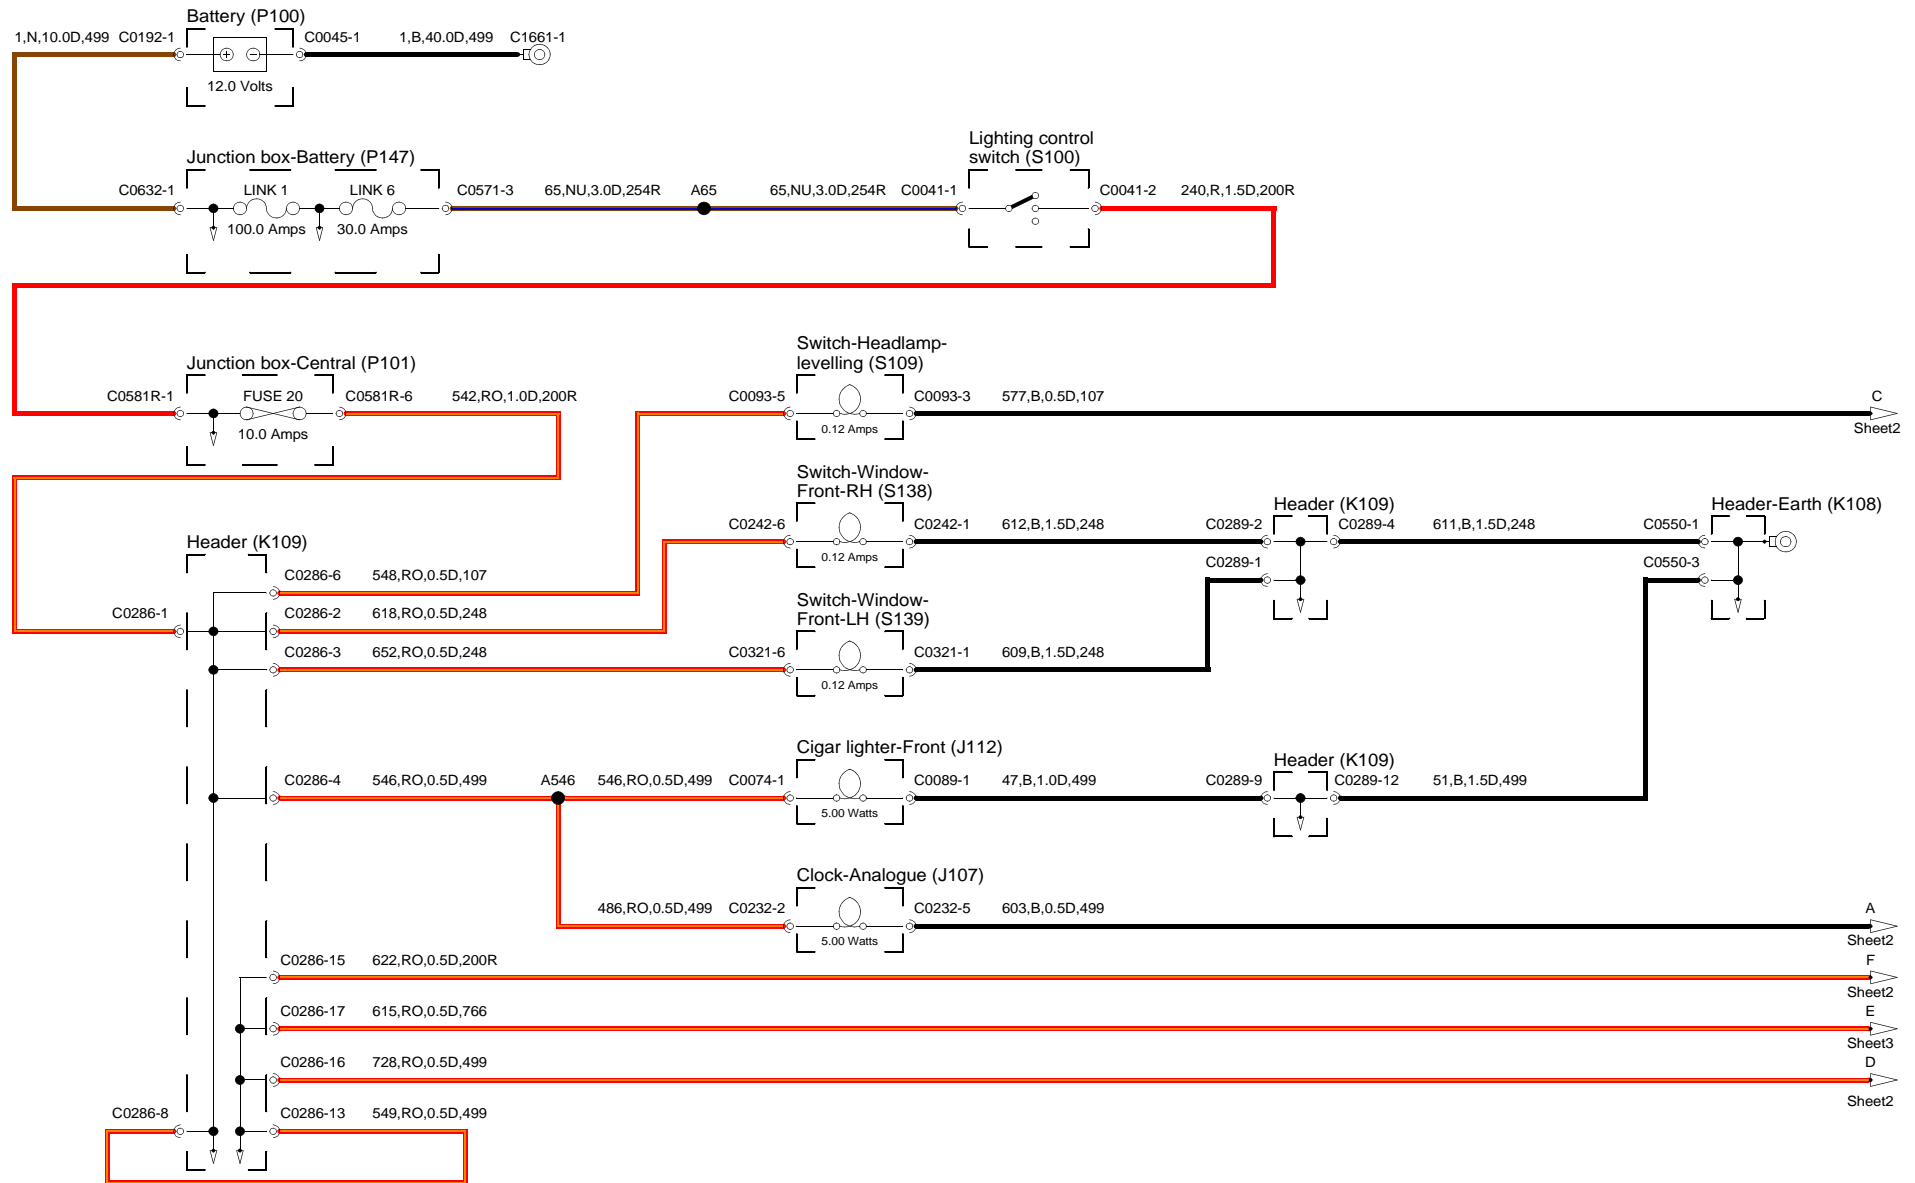 Battery (P100)
1,N,10.0D,499 C0192-1 C0045-1 1,B,40.0D,499 C1661-1
12.0 Volts
Lighting control
switch (S100)
Junction box-Battery (P147)
C0632-1 LINK 1 LINK 6 C0571-3 65,NU,3.0D,254R A65 65,NU,3.0D,254R C0041-1 C0041-2 240,R,1.5D,200R
100.0 Amps 30.0 Amps
Switch-Headlamp-
levelling (S109)
Junction box-Central (P101)
C0581R-1 FUSE 20 C0581R-6 542,RO,1.0D,200R C0093-5 C0093-3 577,B,0.5D,107 C
10.0 Amps 0.12 Amps Sheet2
Switch-Window-
Front-RH (S138)
Header (K109) Header-Earth (K108)
C0242-6 C0242-1 612,B,1.5D,248 C0289-2 C0289-4 611,B,1.5D,248 C0550-1
Header (K109) 0.12 Amps
C0289-1 C0550-3
C0286-6 548,RO,0.5D,107
Switch-Window-
Front-LH (S139)
C0286-1 C0286-2 618,RO,0.5D,248
C0286-3 652,RO,0.5D,248 C0321-6 C0321-1 609,B,1.5D,248
0.12 Amps
Cigar lighter-Front (J112)
Header (K109)
C0286-4 546,RO,0.5D,499 A546 546,RO,0.5D,499 C0074-1 C0089-1 47,B,1.0D,499 C0289-9 C0289-12 51,B,1.5D,499
5.00 Watts
Clock-Analogue (J107)
486,RO,0.5D,499 C0232-2 C0232-5 603,B,0.5D,499 A
5.00 Watts Sheet2
C0286-15 622,RO,0.5D,200R F
Sheet2
C0286-17 615,RO,0.5D,766 E
Sheet3
C0286-16 728,RO,0.5D,499 D
Sheet2
C0286-8 C0286-13 549,RO,0.5D,499